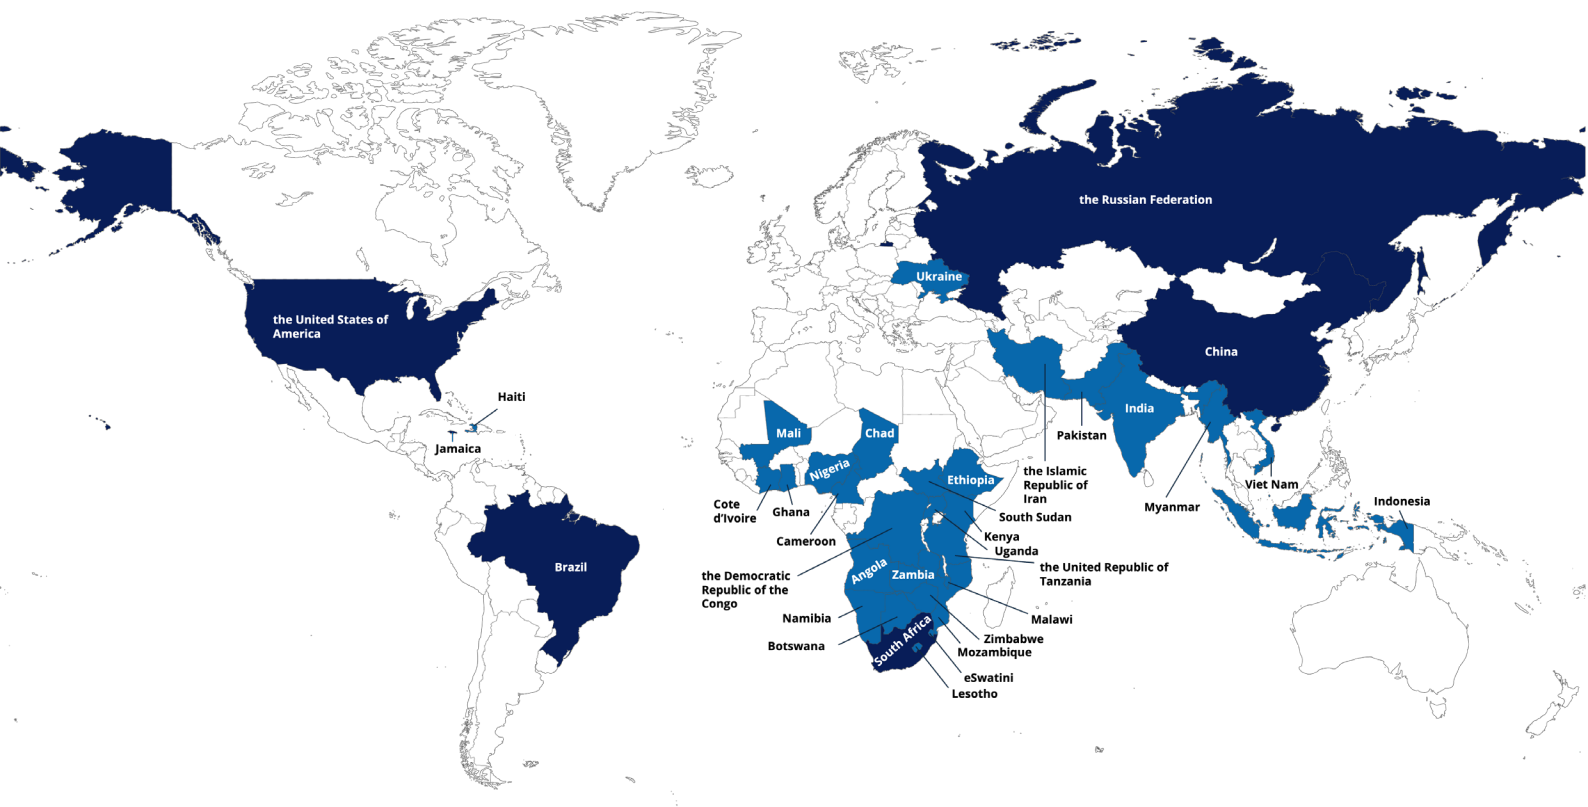 the Russian Federation
Ukraine
the United States of
America
China
Haiti
India
Jamaica
Mali
Chad
Pakistan
Nigeria
Ethiopia
the Islamic
Republic of
Iran
Viet Nam
Myanmar
Indonesia
Cote
d’Ivoire
Ghana
South Sudan
Cameroon
Kenya
Uganda
Brazil
Angola
Zambia
the United Republic of
Tanzania
the Democratic
Republic of the
Congo
Namibia
Malawi
Botswana
South Africa
Zimbabwe
Mozambique
eSwatini
Lesotho